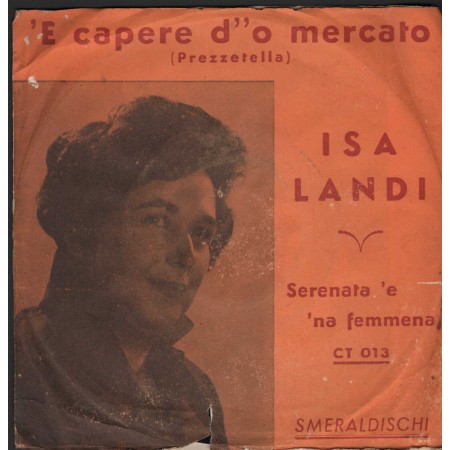 'E capere d''o mercato
(Prezzetella)
ISA
LANDI
Serenata 'e
'na femmena
CT 013
SMERALDISCHI